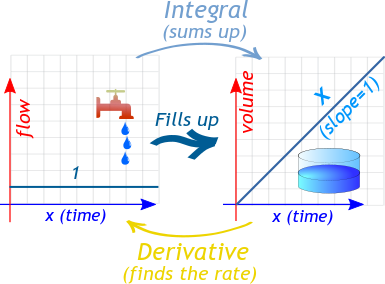 Integral
(sums up)
flow
1
x (time)
Fills up
volume
x
(slope=1)
x (time)
Derivative
(finds the rate)